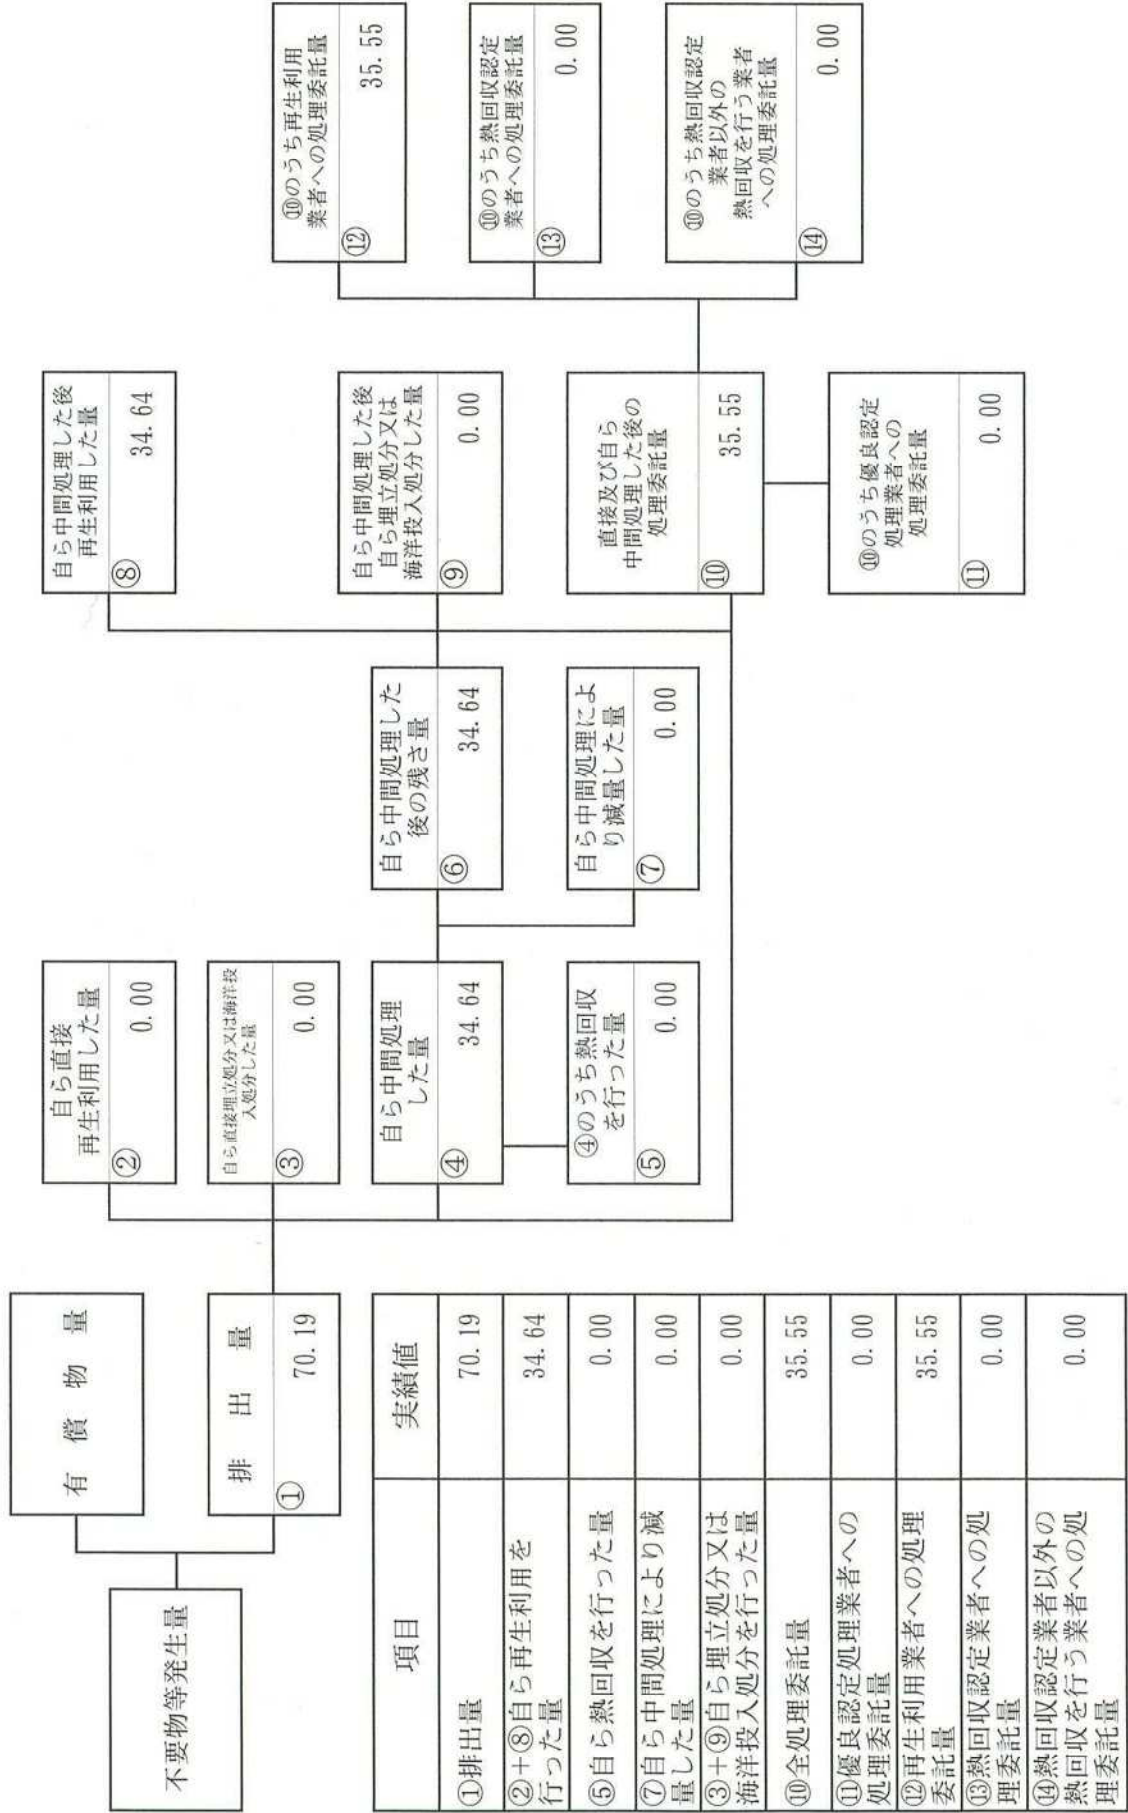 不要物等発生量
有償物量
排出量
①
70.19
自ら直接
再生利用した量
②
0.00
自ら直接埋立処分又は海洋投
入処分した量
③
0.00
自ら中間処理
した量
④
34.64
④のうち熱回収
を行った量
⑤
0.00
自ら中間処理した
後の残さ量
⑥
34.64
自ら中間処理によ
り減量した量
⑦
0.00
自ら中間処理した後
再生利用した量
⑧
34.64
自ら中間処理した後
自ら埋立処分又は
海洋投入処分した量
⑨
0.00
直接及び自ら
中間処理した後の
処理委託量
⑩
35.55
⑩のうち優良認定
処理業者への
処理委託量
⑪
0.00
⑩のうち再生利用
業者への処理委託量
⑫
35.55
⑩のうち熱回収認定
業者への処理委託量
⑬
0.00
⑩のうち熱回収認定
業者以外の
熱回収を行う業者
への処理委託量
⑭
0.00
項目
実績値
①排出量
70.19
②+⑧自ら再生利用を
行った量
34.64
⑤自ら熱回収を行った量
0.00
⑦自ら中間処理により減
量した量
0.00
③+⑨自ら埋立処分又は
海洋投入処分を行った量
0.00
⑩全処理委託量
35.55
⑪優良認定処理業者への
処理委託量
0.00
⑫再生利用業者への処理
委託量
35.55
⑬熱回収認定業者への処
理委託量
0.00
⑭熱回収認定業者以外の
熱回収を行う業者への処
理委託量
0.00